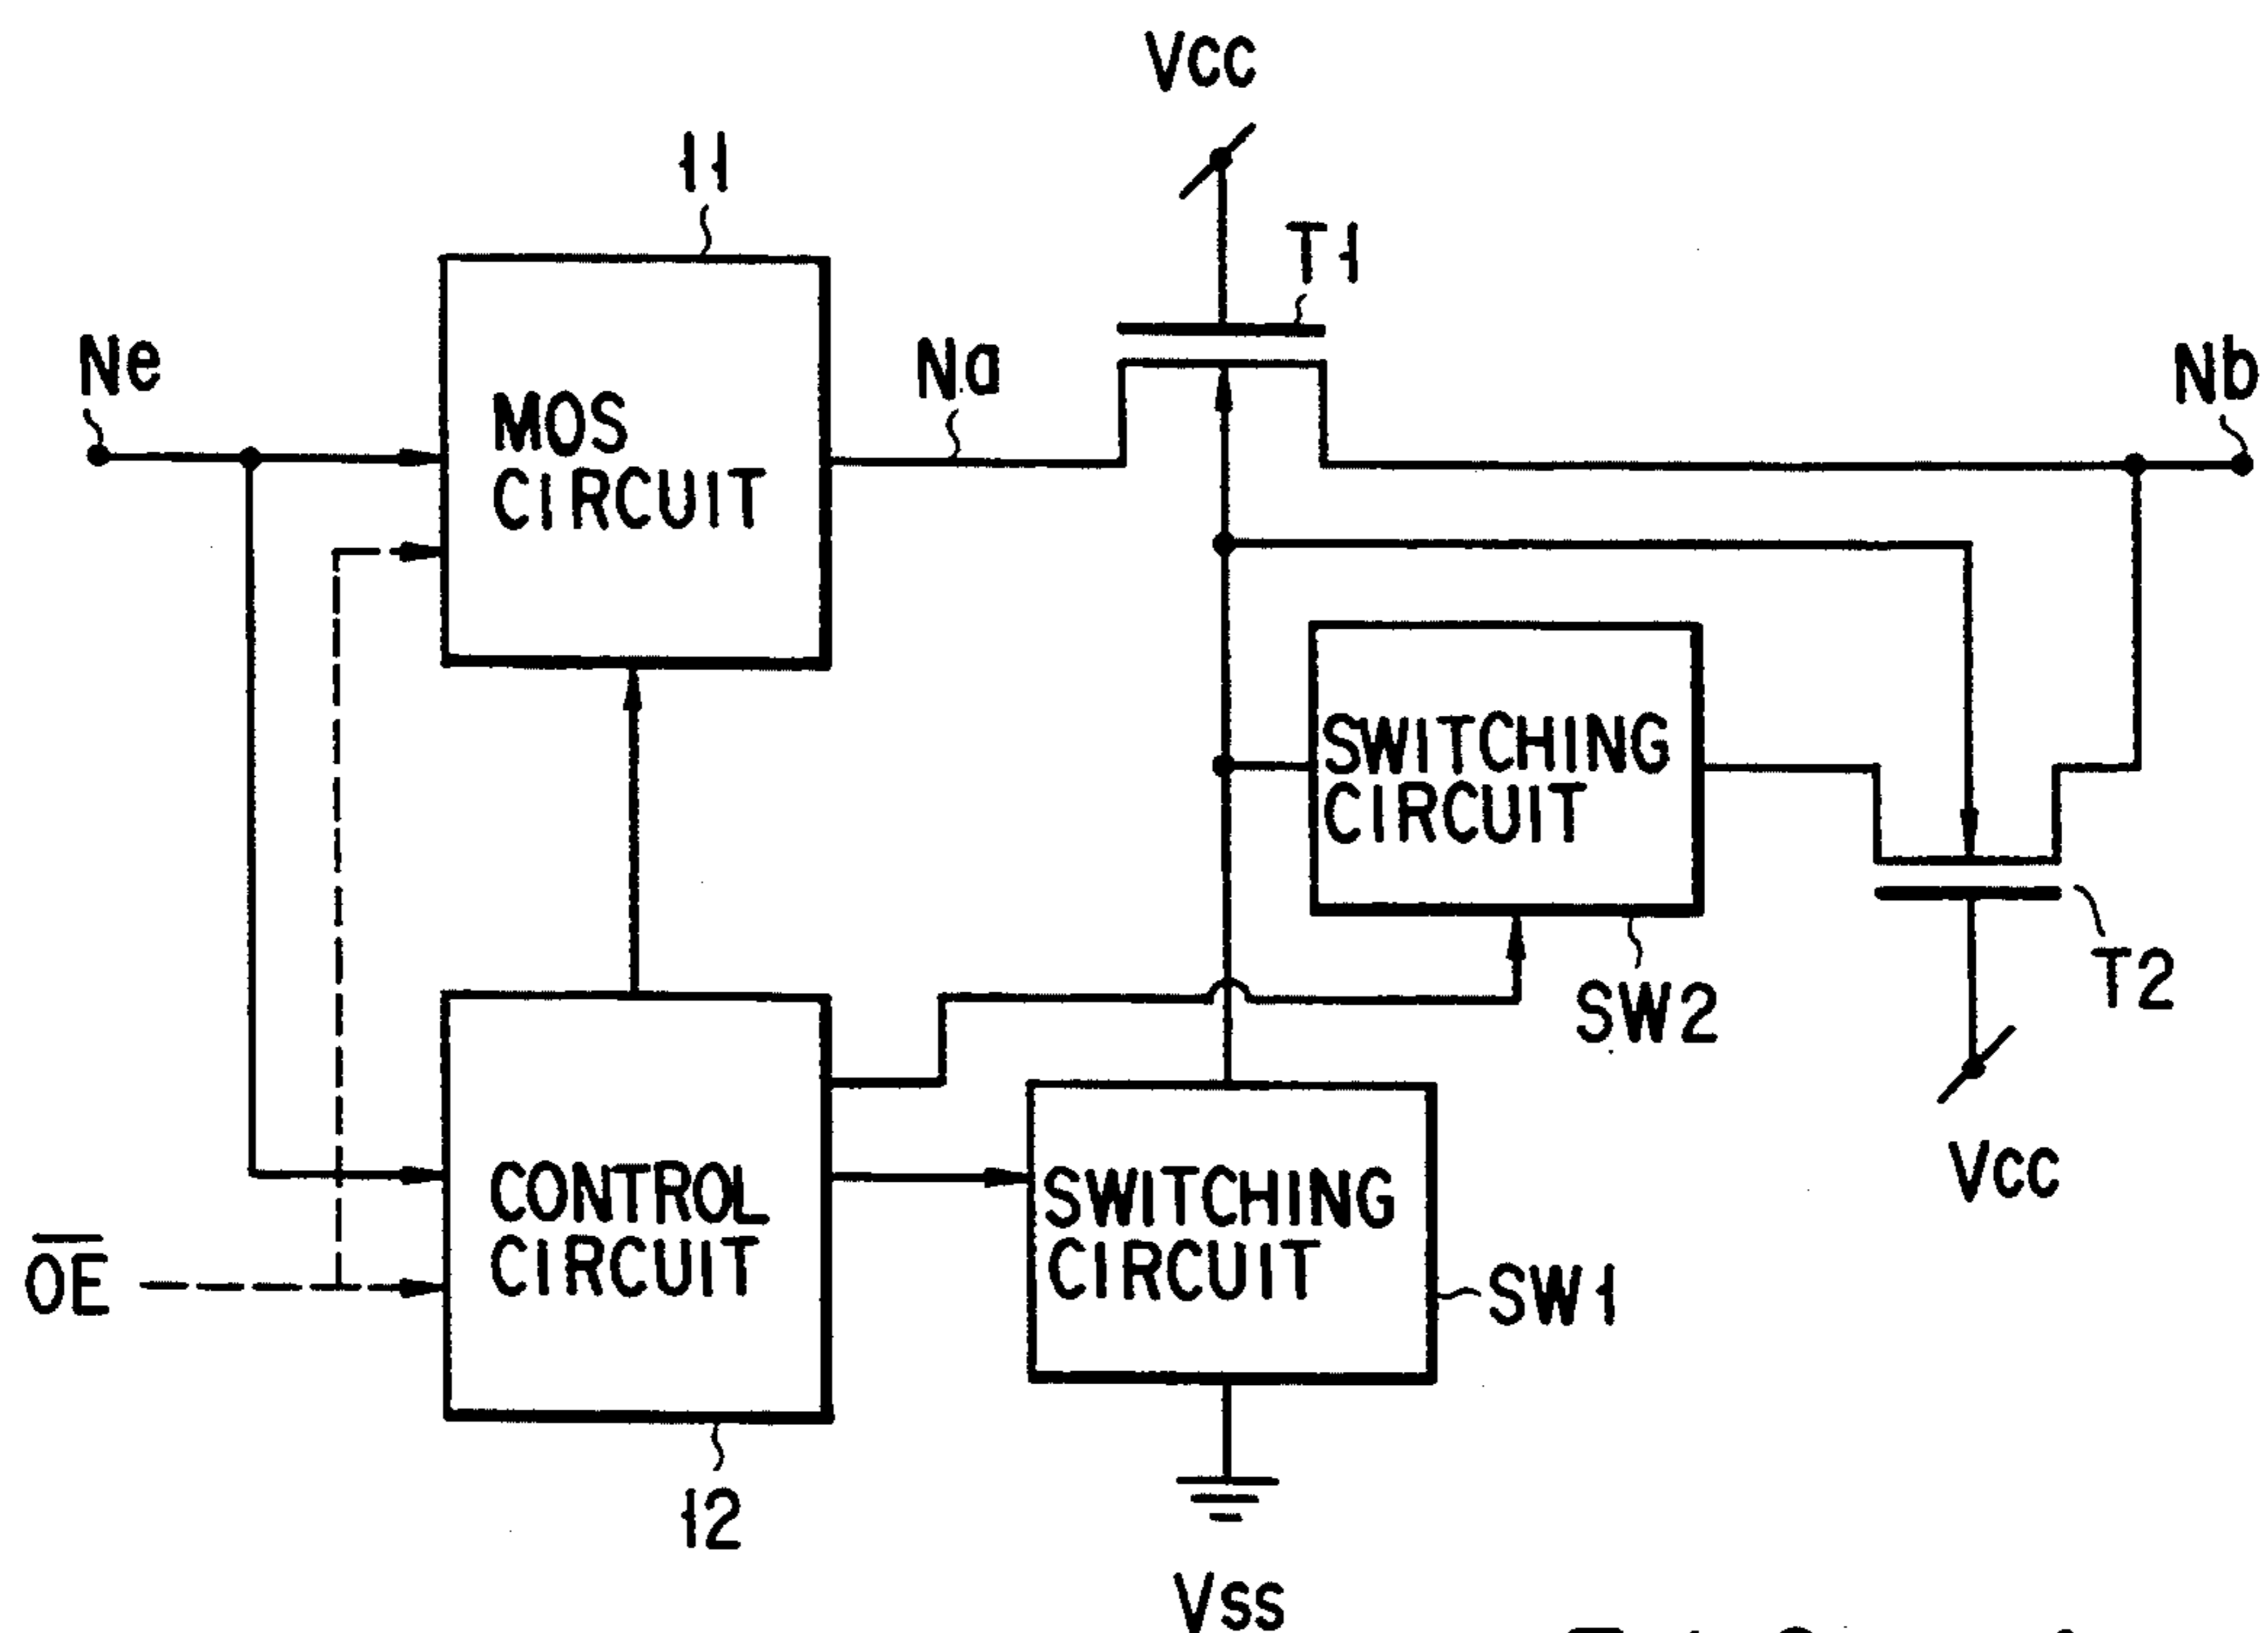 VCC
11
T1
Ne
Na
Nb
MOS
CIRCUIT
SWITCHING
CIRCUIT
T2
SW2
VCC
CONTROL
CIRCUIT
SWITCHING
CIRCUIT
OE
SW1
12
VSS